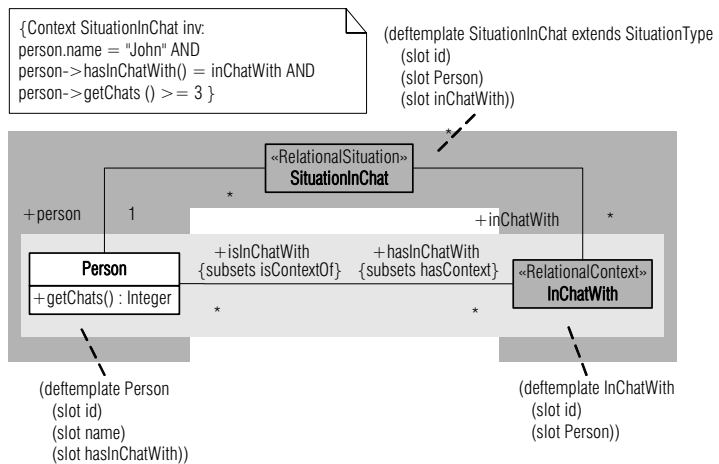 {Context SituationInChat inv:
person.name = "John" AND
person->hasInChatWith() = inChatWith AND
person->getChats () >= 3 }
(deftemplate SituationInChat extends SituationType
(slot id)
(slot Person)
(slot inChatWith))
*
«RelationalSituation»
SituationInChat
*
+person
1
+inChatWith
*
Person
+getChats() : Integer
+isInChatWith
{subsets isContextOf}
+hasInChatWith
{subsets hasContext}
«RelationalContext»
InChatWith
*
*
(deftemplate Person
(slot id)
(slot name)
(slot hasInChatWith))
(deftemplate InChatWith
(slot id)
(slot Person))